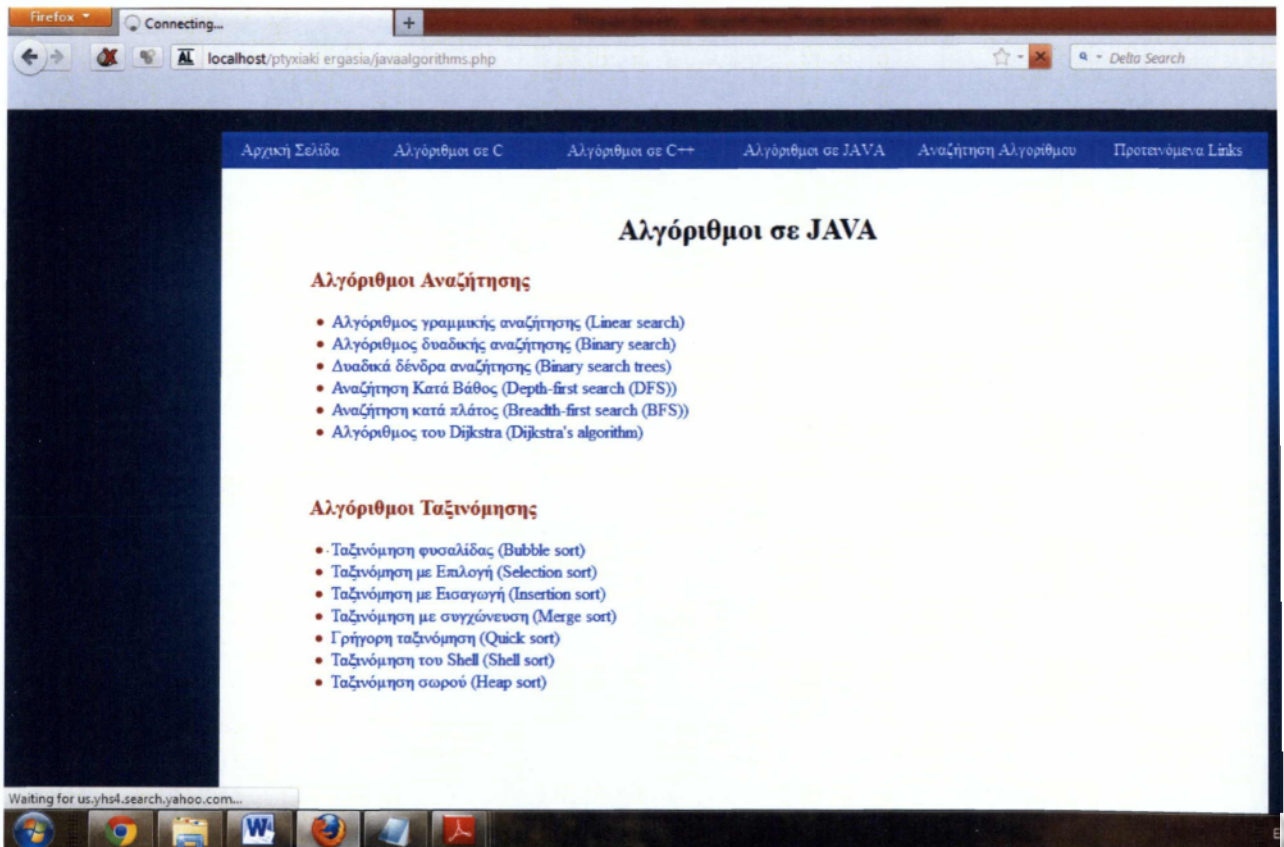 Firefox
Connecting...
+
AL localhost/ptyxiaki ergasia/javaalgorithms.php
Delta Search
Αρχική Σελίδα Αλγόριθμοι σε C Αλγόριθμοι σε C++ Αλγόριθμοι σε JAVA Αναζήτηση Αλγορίθμου Προτεινόμενα Links
Αλγόριθμοι σε JAVA
Αλγόριθμοι Αναζήτησης
• Αλγόριθμος γραμμικής αναζήτησης (Linear search)
• Αλγόριθμος δυαδικής αναζήτησης (Binary search)
• Δυαδικά δένδρα αναζήτησης (Binary search trees)
• Αναζήτηση Κατά Βάθος (Depth-first search (DFS))
• Αναζήτηση κατά πλάτος (Breadth-first search (BFS))
• Αλγόριθμος του Dijkstra (Dijkstra's algorithm)
Αλγόριθμοι Ταξινόμησης
• Ταξινόμηση φυσαλίδας (Bubble sort)
• Ταξινόμηση με Επιλογή (Selection sort)
• Ταξινόμηση με Εισαγωγή (Insertion sort)
• Ταξινόμηση με συγχώνευση (Merge sort)
• Γρήγορη ταξινόμηση (Quick sort)
• Ταξινόμηση του Shell (Shell sort)
• Ταξινόμηση σωρού (Heap sort)
Waiting for us.yhs4.search.yahoo.com...
W
E